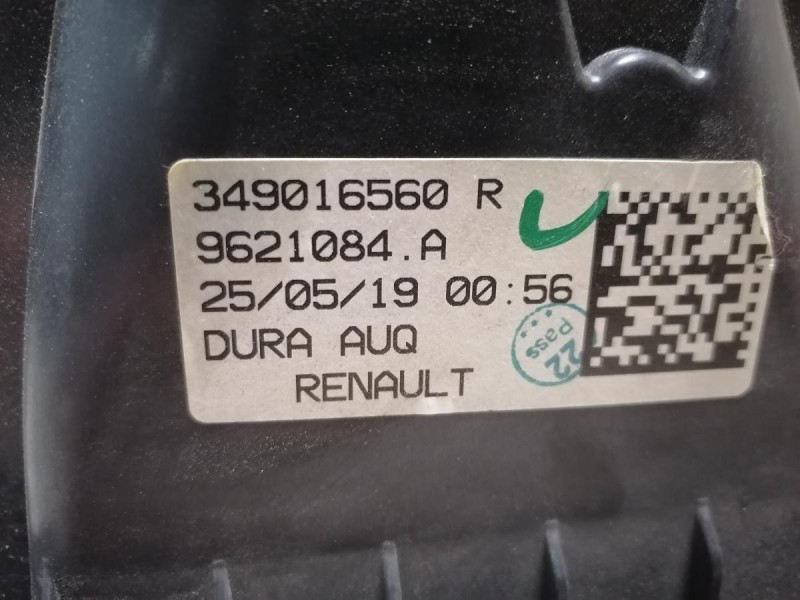 349016560 R
9621084.A
25/05/19 00:56
DURA AUQ
RENAULT
Pass
22